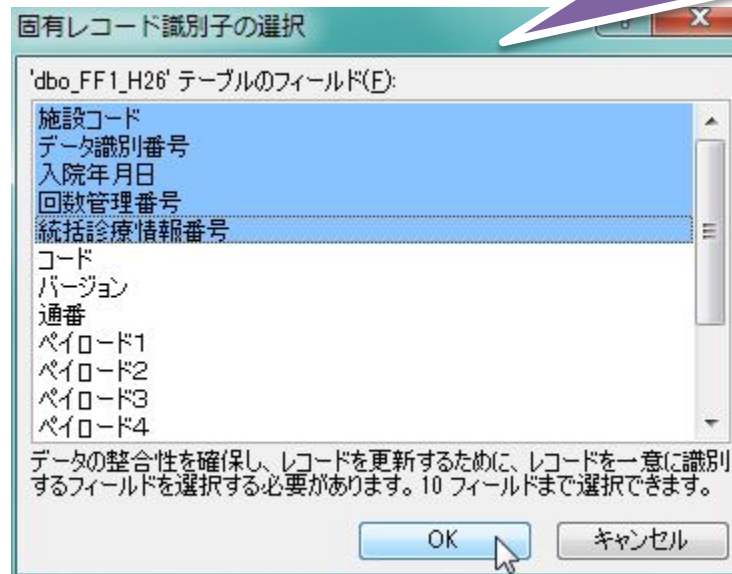 固有レコード識別子の選択
'dbo_FF1_H26' テーブルのフィールド(F):
施設コード
データ識別番号
入院年月日
回数管理番号
統括診療情報番号
コード
バージョン
通番
ペイロード1
ペイロード2
ペイロード3
ペイロード4
データの整合性を確保し、レコードを更新するために、レコードを一意に識別
するフィールドを選択する必要があります。10 フィールドまで選択できます。
OK
キャンセル